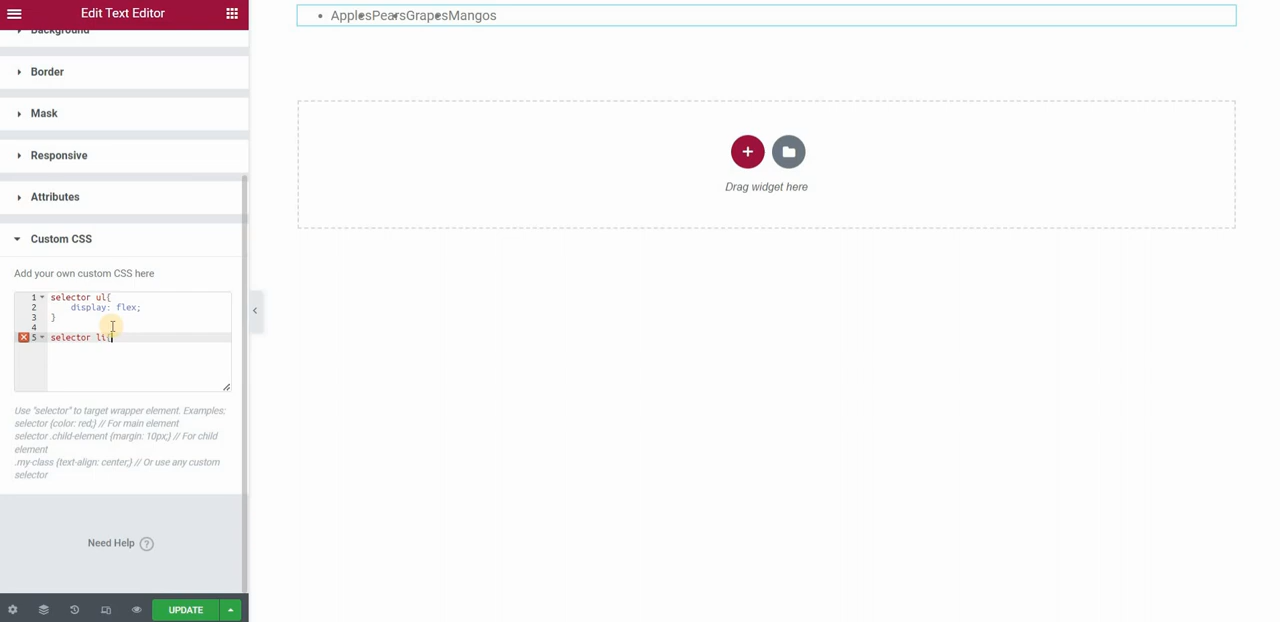 Edit Text Editor
Background
Border
Mask
Responsive
Attributes
Custom CSS
Add your own custom CSS here
1 selector ul{
2 display: flex;
3 }
4
5 selector li{
Use "selector" to target wrapper element. Examples:
selector {color: red;} // For main element
selector .child-element {margin: 10px;} // For child
element
.my-class {text-align: center;} // Or use any custom
selector
Need Help ?
UPDATE
ApplesPearsGrapesMangos
Drag widget here